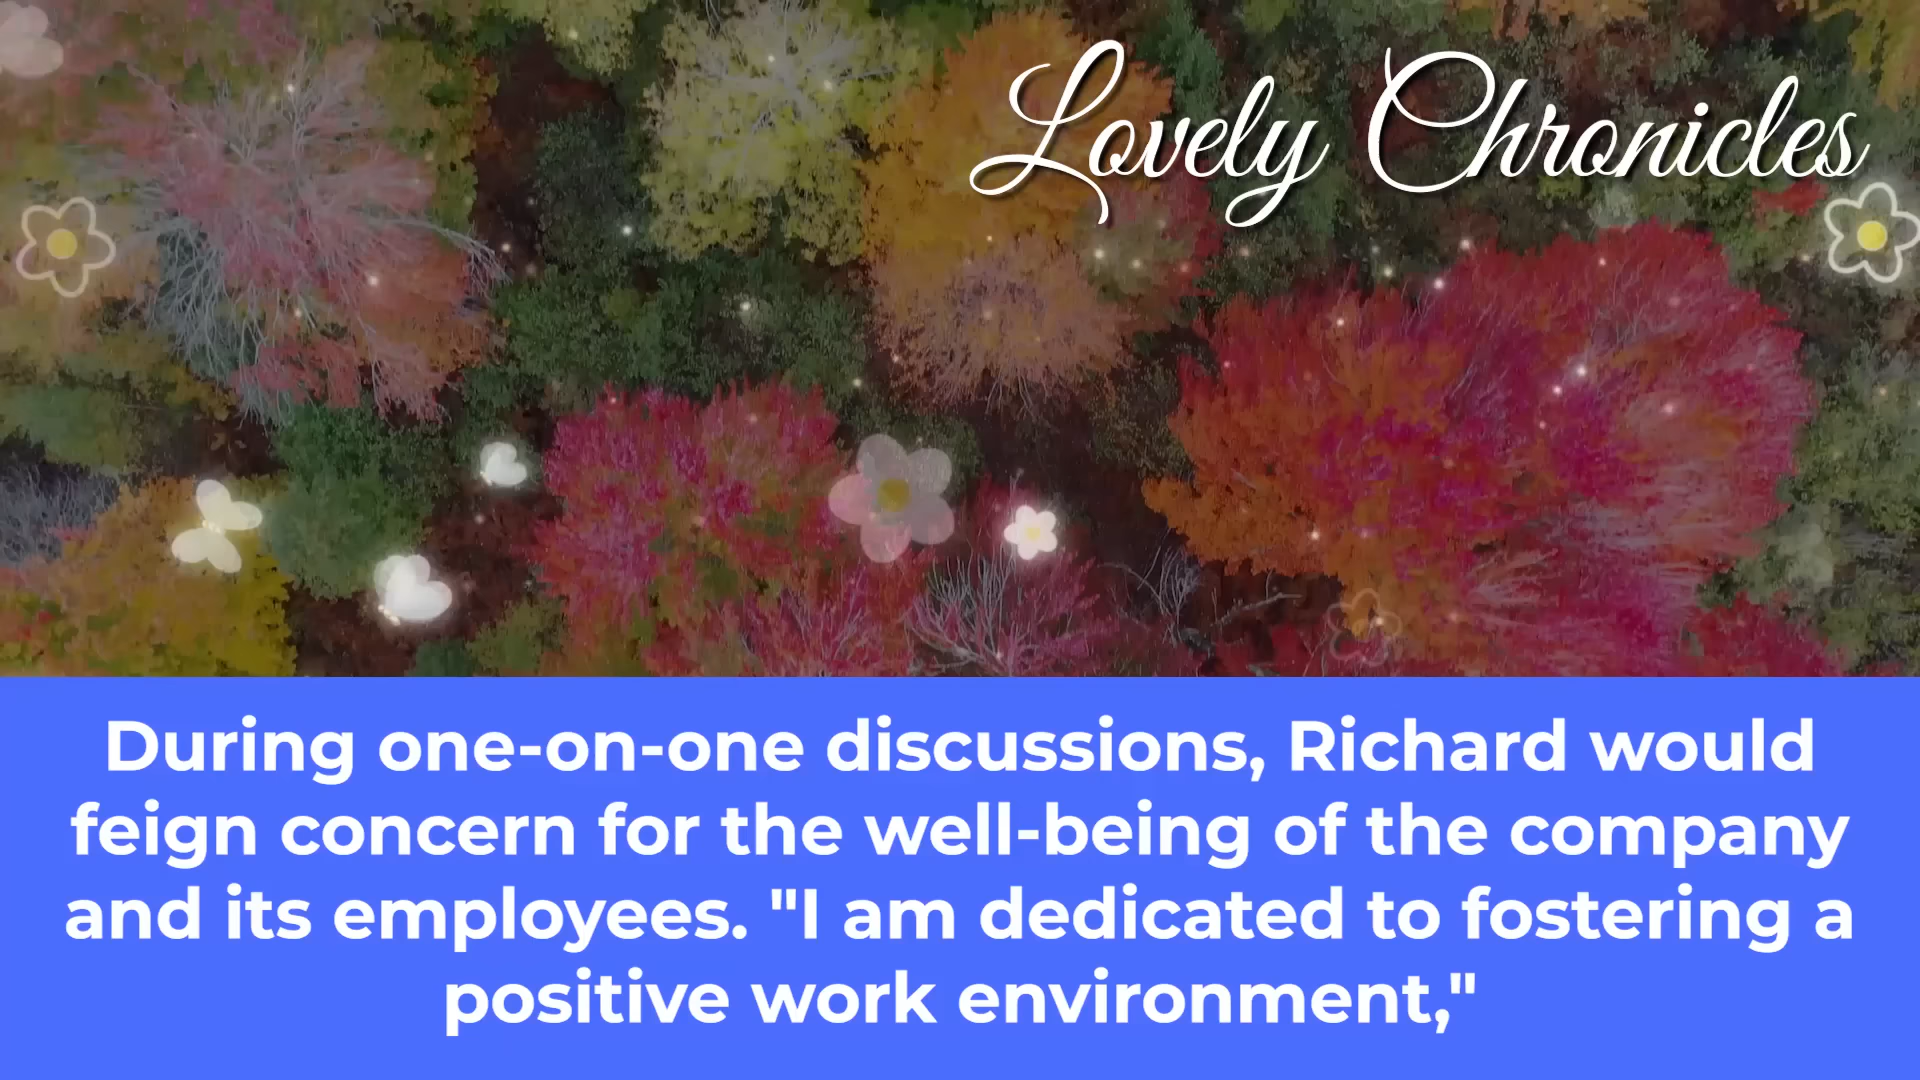 Lovely Chronicles
During one-on-one discussions, Richard would
feign concern for the well-being of the company
and its employees. "I am dedicated to fostering a
positive work environment,"